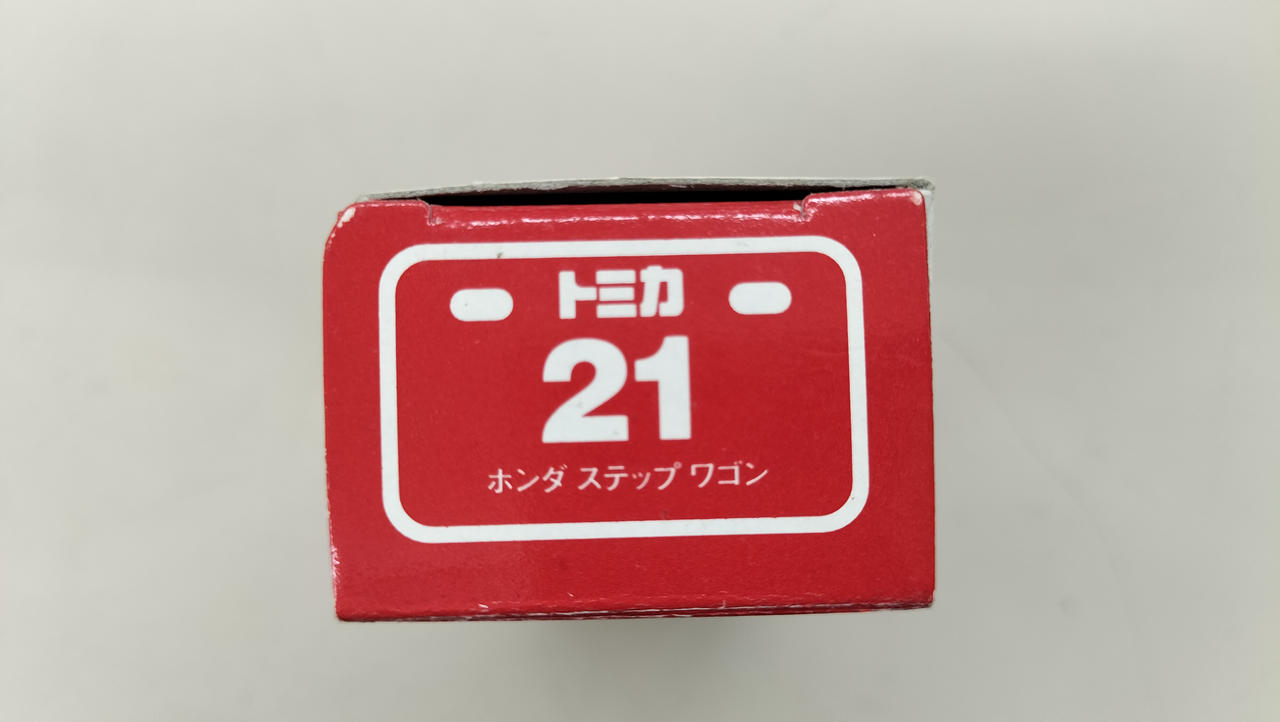 トミカ
21
ホンダ ステップ ワゴン